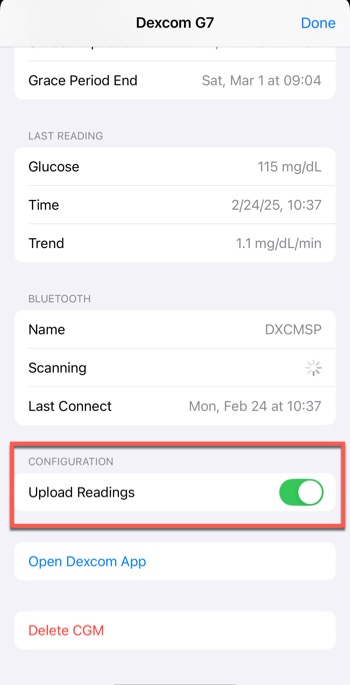 Dexcom G7
Done
Grace Period End
Sat, Mar 1 at 09:04
LAST READING
Glucose
115 mg/dL
Time
2/24/25, 10:37
Trend
1.1 mg/dL/min
BLUETOOTH
Name
DXCMSP
Scanning
Last Connect
Mon, Feb 24 at 10:37
CONFIGURATION
Upload Readings
Open Dexcom App
Delete CGM